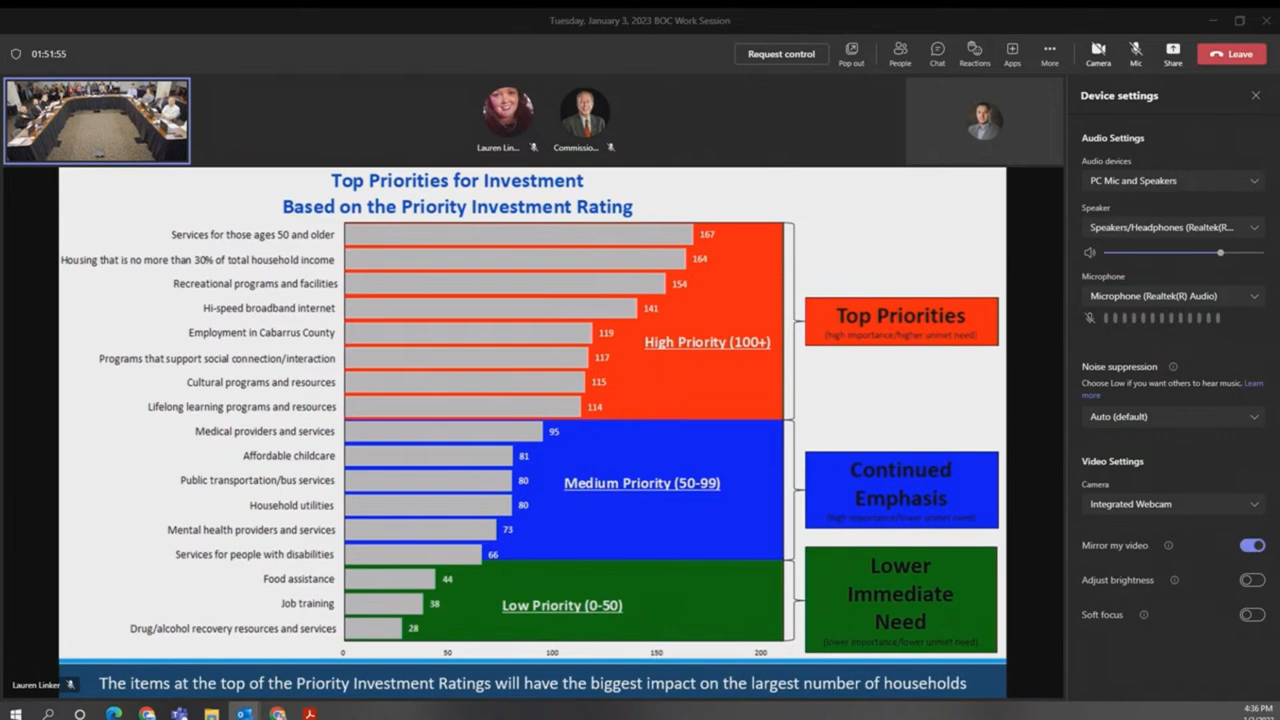 Tuesday, January 3, 2023 BOC Work Session
01:51:55
Request control
Pop out
People
Chat
Reactions
Apps
More
Camera
Mic
Share
Leave
Lauren Lin...
Commissio...
Device settings
Audio Settings
Audio devices
PC Mic and Speakers
Speaker
Speakers/Headphones (Realtek(R...
Microphone
Microphone (Realtek(R) Audio)
Noise suppression
Choose Low if you want others to hear music. Learn
more
Auto (default)
Video Settings
Camera
Integrated Webcam
Mirror my video
Adjust brightness
Soft focus
Top Priorities for Investment
Based on the Priority Investment Rating
Services for those ages 50 and older 167
Housing that is no more than 30% of total household income 164
Recreational programs and facilities 154
Hi-speed broadband internet 141
Employment in Cabarrus County 119
Programs that support social connection/interaction 117
Cultural programs and resources 115
Lifelong learning programs and resources 114
Medical providers and services 95
Affordable childcare 81
Public transportation/bus services 80
Household utilities 80
Mental health providers and services 73
Services for people with disabilities 66
Food assistance 44
Job training 38
Drug/alcohol recovery resources and services 28
0 50 100 150 200
High Priority (100+)
Medium Priority (50-99)
Low Priority (0-50)
Top Priorities
(high importance/higher unmet need)
Continued
Emphasis
(high importance/lower unmet need)
Lower
Immediate
Need
(lower importance/lower unmet need)
Lauren Linker
The items at the top of the Priority Investment Ratings will have the biggest impact on the largest number of households
4:36 PM